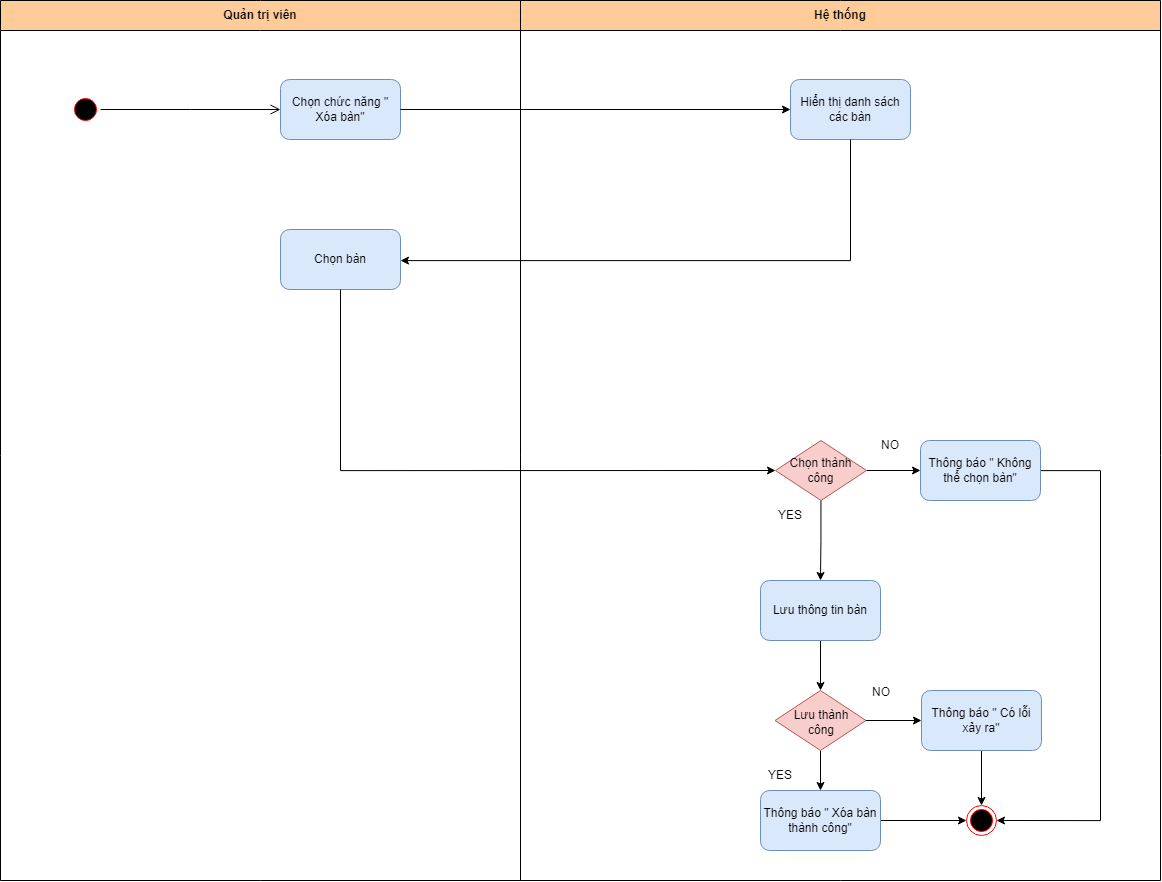 Quản trị viên
Hệ thống
Chọn chức năng "
Xóa bàn"
Hiển thị danh sách
các bàn
Chọn bàn
Chọn thành
công
NO
Thông báo " Không
thể chọn bàn"
YES
Lưu thông tin bàn
Lưu thành
công
NO
Thông báo " Có lỗi
xảy ra"
YES
Thông báo " Xóa bàn
thành công"